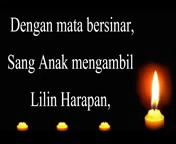 Dengan mata bersinar,
Sang Anak mengambil
Lilin Harapan,